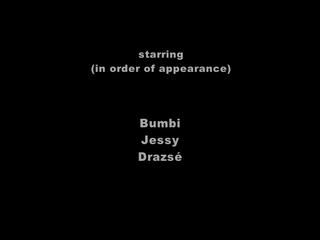 starring
(in order of appearance)
Bumbi
Jessy
Drazsé